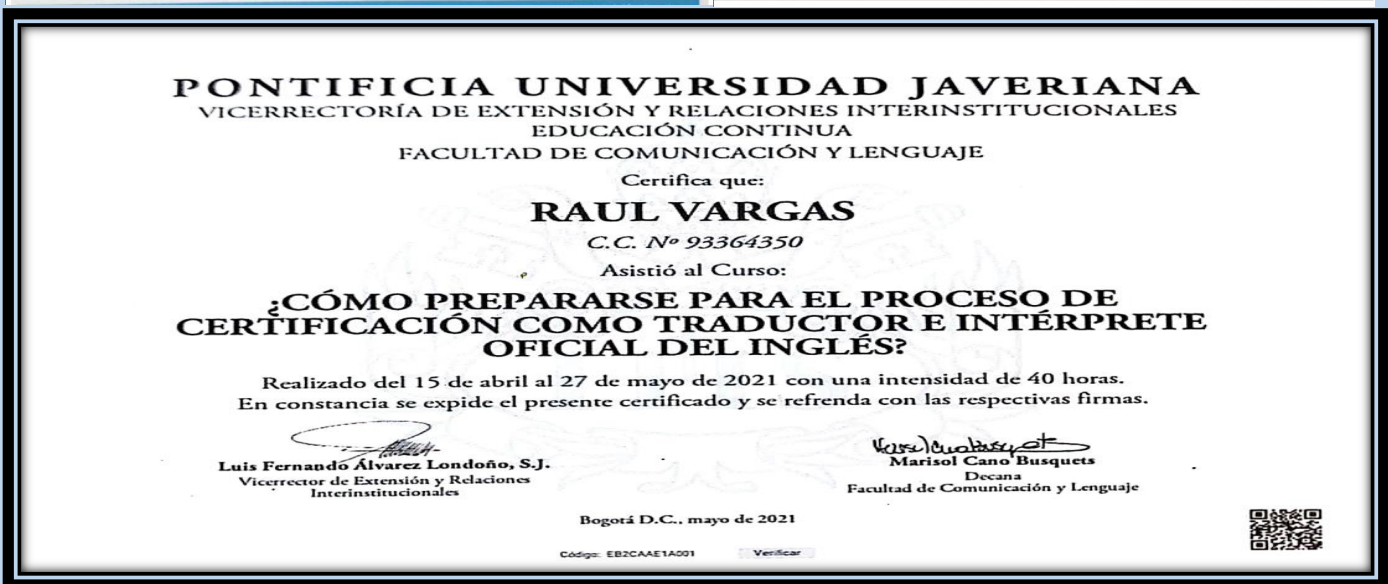 PONTIFICIA UNIVERSIDAD JAVERIANA
VICERRECTORÍA DE EXTENSIÓN Y RELACIONES INTERINSTITUCIONALES
EDUCACIÓN CONTINUA
FACULTAD DE COMUNICACIÓN Y LENGUAJE
Certifica que:
RAUL VARGAS
C.C. Nº 93364350
Asistió al Curso:
¿CÓMO PREPARARSE PARA EL PROCESO DE
CERTIFICACIÓN COMO TRADUCTOR E INTÉRPRETE
OFICIAL DEL INGLÉS?
Realizado del 15 de abril al 27 de mayo de 2021 con una intensidad de 40 horas.
En constancia se expide el presente certificado y se refrenda con las respectivas firmas.
Luis Fernando Álvarez Londoño, S.J.
Vicerrector de Extensión y Relaciones
Interinstitucionales
Marisol Cano Busquets
Decana
Facultad de Comunicación y Lenguaje
Bogotá D.C., mayo de 2021
Código: EB2CAAE1A001 Verificar